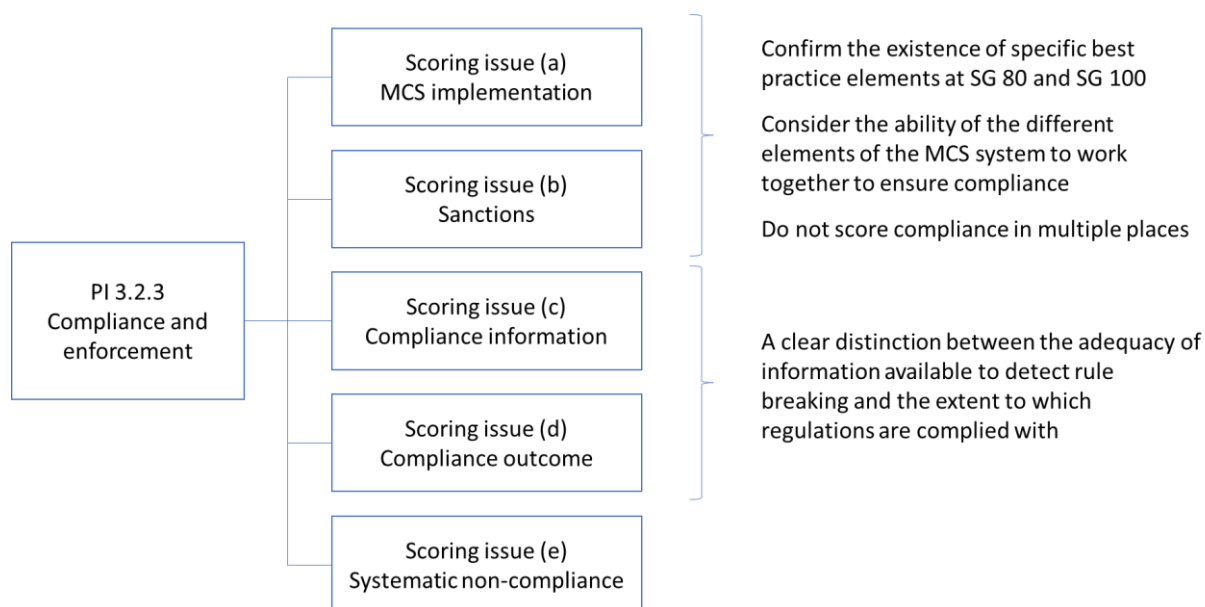 PI 3.2.3
Compliance and
enforcement
Scoring issue (a)
MCS implementation
Scoring issue (b)
Sanctions
Scoring issue (c)
Compliance information
Scoring issue (d)
Compliance outcome
Scoring issue (e)
Systematic non-compliance
Confirm the existence of specific best
practice elements at SG 80 and SG 100
Consider the ability of the different
elements of the MCS system to work
together to ensure compliance
Do not score compliance in multiple places
A clear distinction between the adequacy of
information available to detect rule
breaking and the extent to which
regulations are complied with